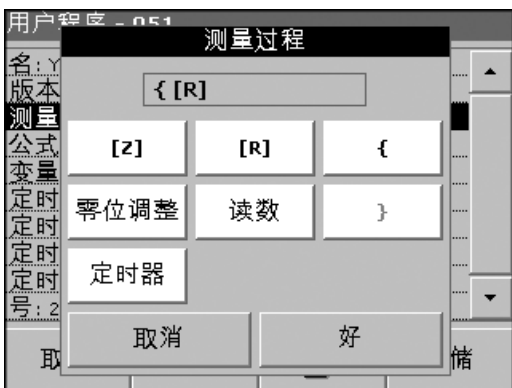 用户程序 - 051
测量过程
名: Y
版本
{ [R]
测量
公式
[Z] [R] {
变量
定时
零位调整 读数 }
定时
定时
定时器
定时
号: 2
取消 好
取
储